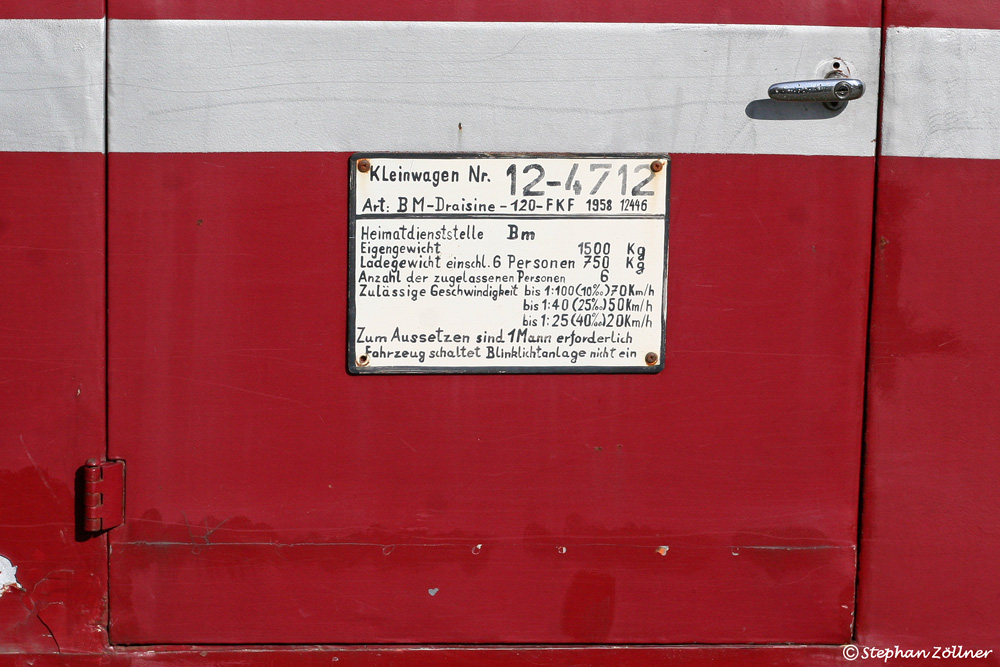 Kleinwagen Nr. 12-4712
Art: BM-Draisine-120-FKF 1958 12446
Heimatdienststelle Bm
Eigengewicht 1500 Kg
Ladegewicht einschl. 6 Personen 750 Kg
Anzahl der zugelassenen Personen 6
Zulässige Geschwindigkeit bis 1:100 (10‰) 70 Km/h
bis 1:40 (25‰) 50 Km/h
bis 1:25 (40‰) 20 Km/h
Zum Aussetzen sind 1 Mann erforderlich
Fahrzeug schaltet Blinklichtanlage nicht ein
© Stephan Zöllner